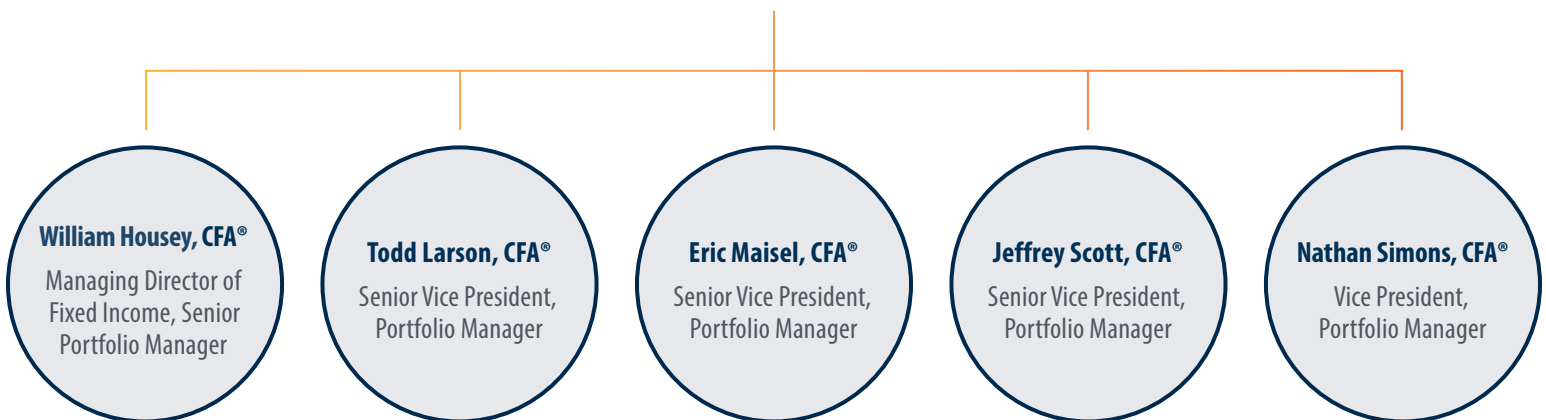 William Housey, CFA®
Managing Director of
Fixed Income, Senior
Portfolio Manager
Todd Larson, CFA®
Senior Vice President,
Portfolio Manager
Eric Maisel, CFA®
Senior Vice President,
Portfolio Manager
Jeffrey Scott, CFA®
Senior Vice President,
Portfolio Manager
Nathan Simons, CFA®
Vice President,
Portfolio Manager